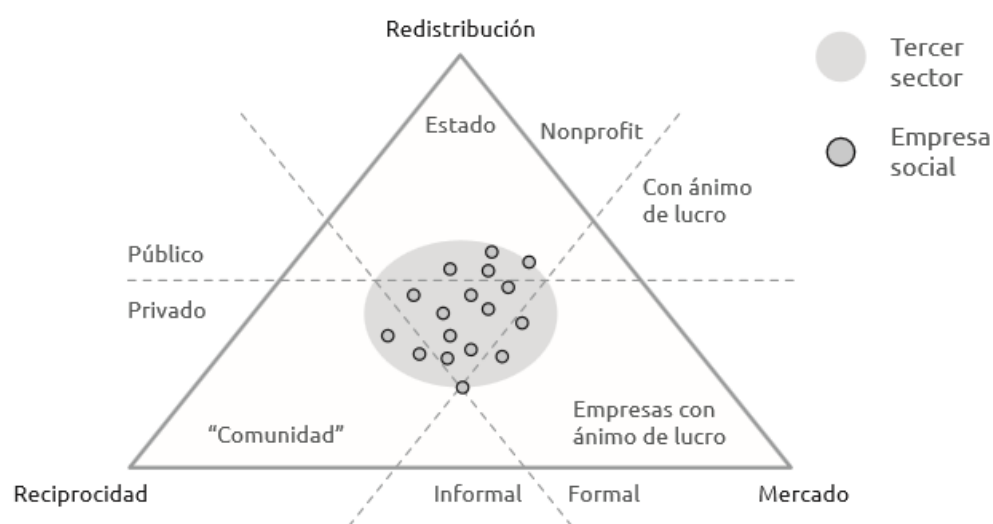 Redistribución
Tercer
sector
Estado
Nonprofit
Empresa
social
Con ánimo
de lucro
Público
Privado
Empresas con
ánimo de lucro
“Comunidad”
Reciprocidad
Informal
Formal
Mercado